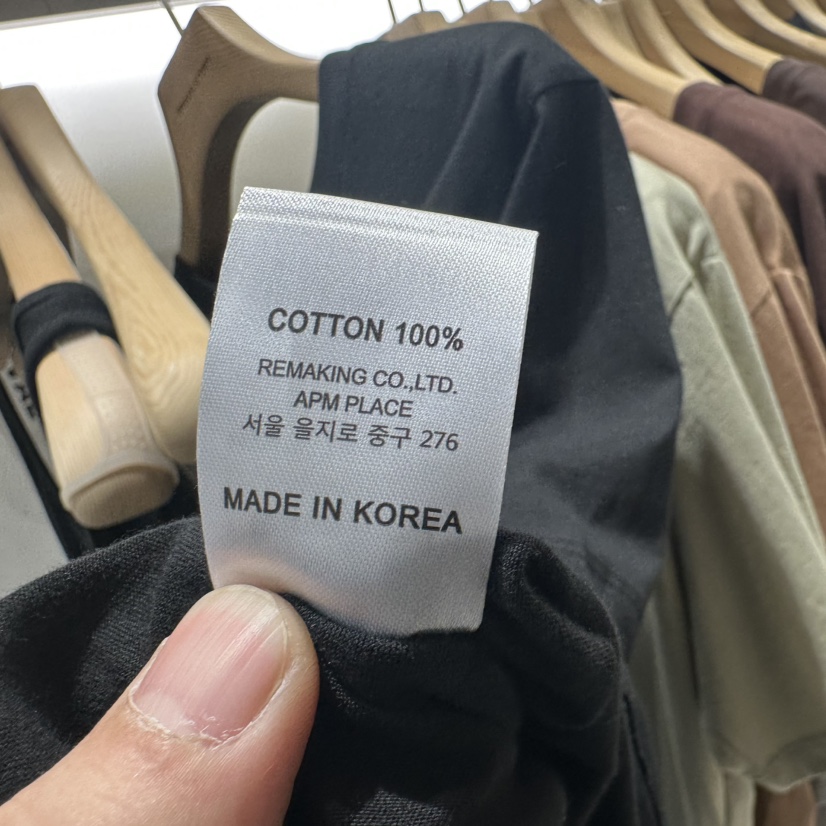 COTTON 100%
REMAKING CO.,LTD.
APM PLACE
서울 을지로 중구 276
MADE IN KOREA